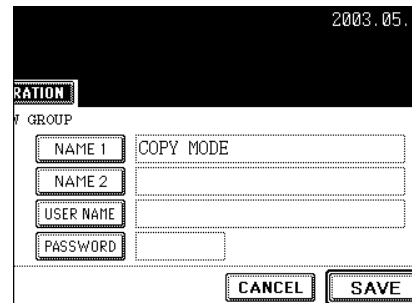 2003.05.
RATION
W GROUP
NAME 1 COPY MODE
NAME 2
USER NAME
PASSWORD
CANCEL SAVE